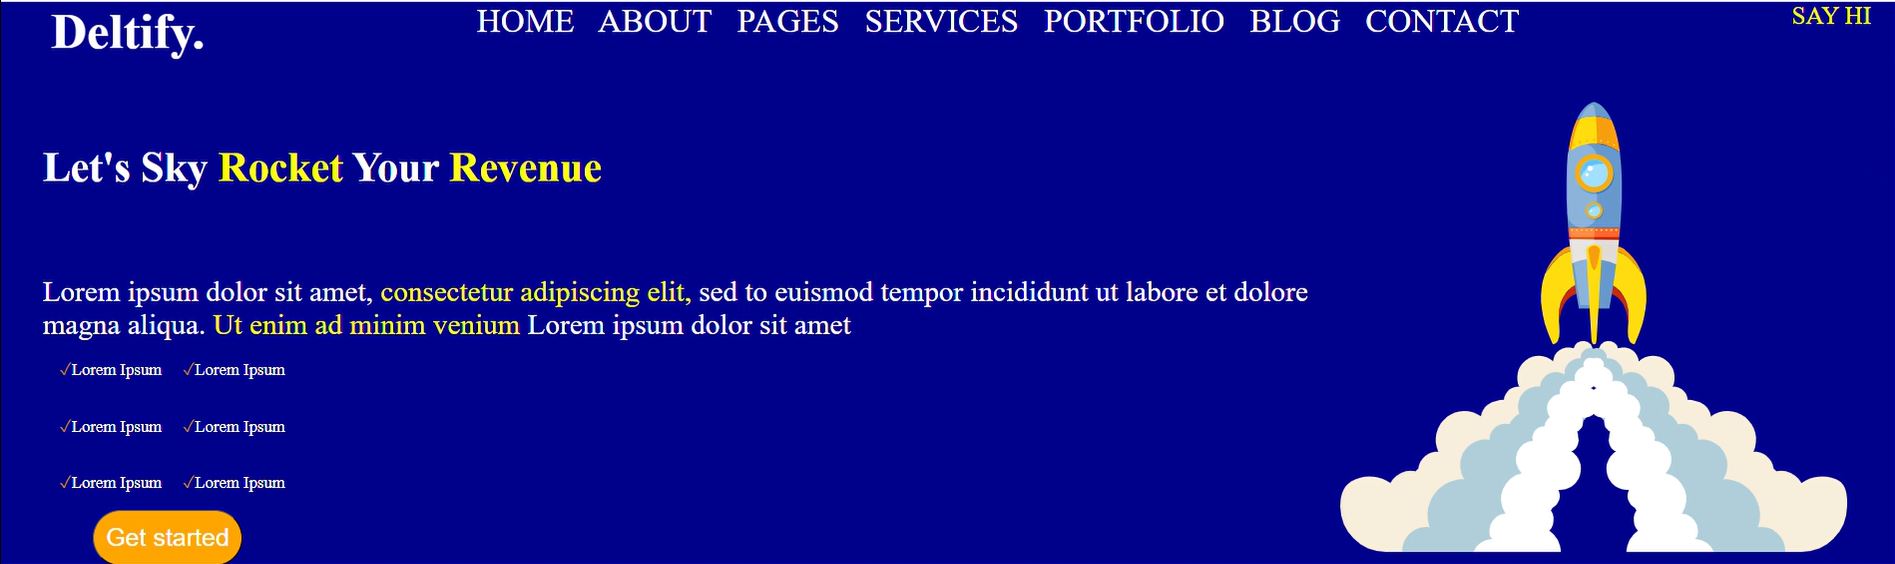 Deltify.
HOME ABOUT PAGES SERVICES PORTFOLIO BLOG CONTACT
SAY HI
Let's Sky Rocket Your Revenue
Lorem ipsum dolor sit amet, consectetur adipiscing elit, sed to euismod tempor incididunt ut labore et dolore
magna aliqua. Ut enim ad minim venium Lorem ipsum dolor sit amet
✓Lorem Ipsum ✓Lorem Ipsum
✓Lorem Ipsum ✓Lorem Ipsum
✓Lorem Ipsum ✓Lorem Ipsum
Get started